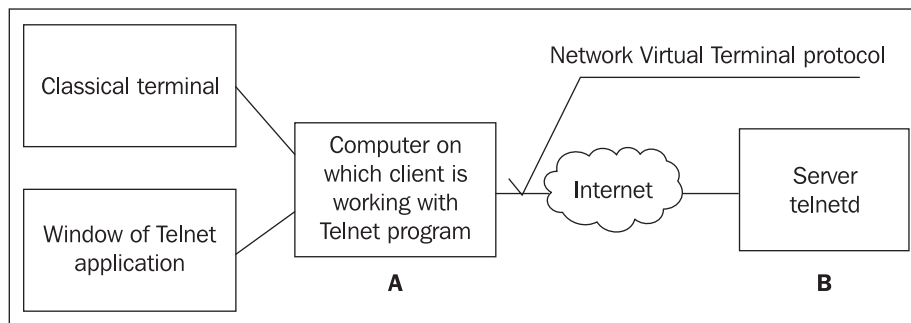 Classical terminal
Window of Telnet
application
Computer on
which client is
working with
Telnet program
A
Network Virtual Terminal protocol
Internet
Server
telnetd
B